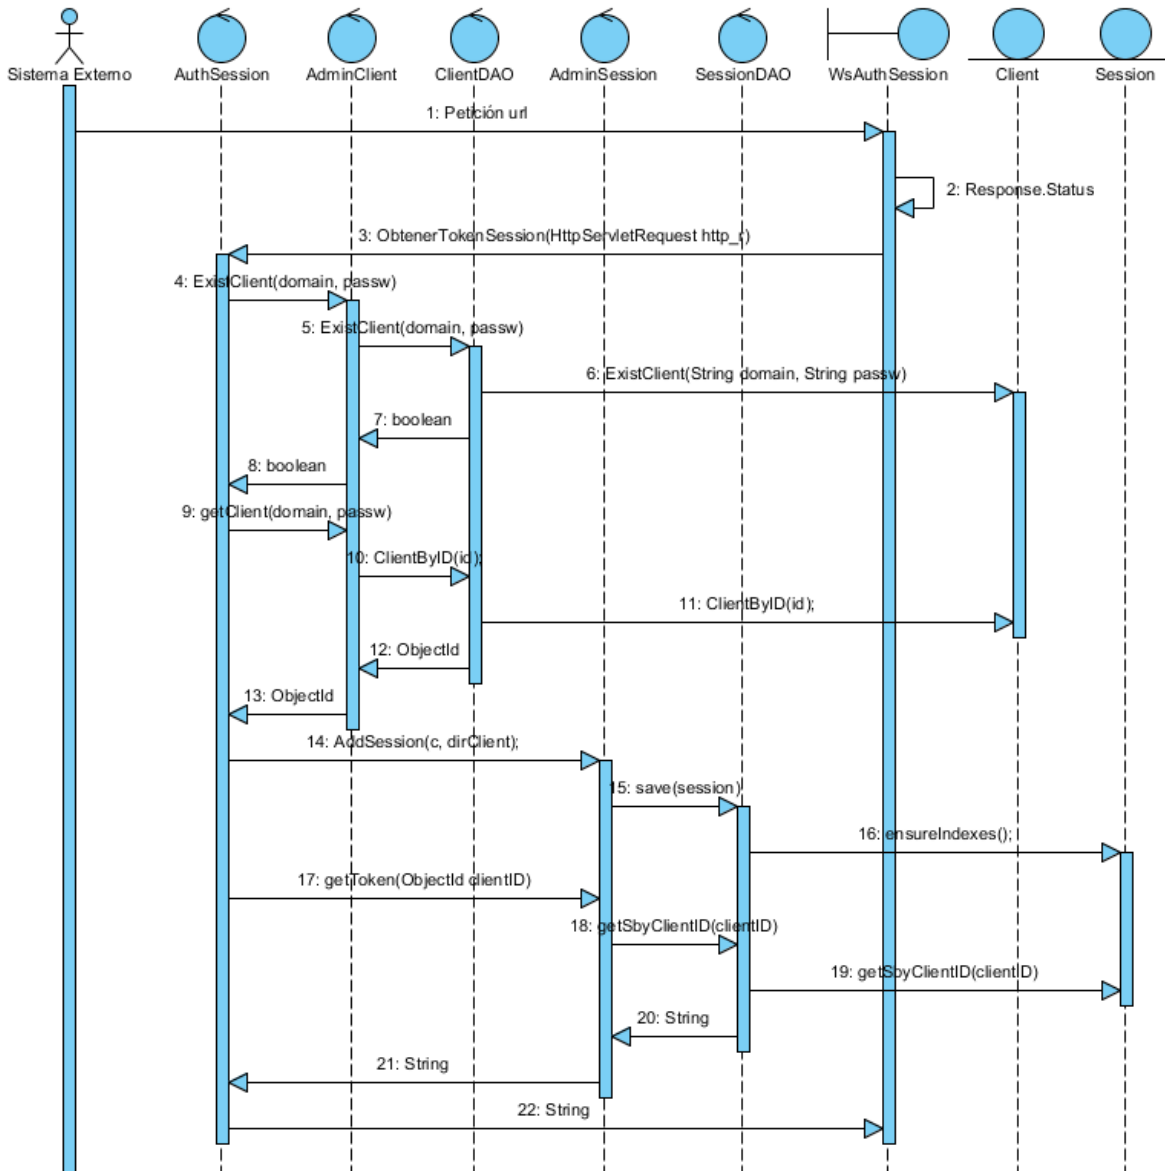 Sistema Externo
AuthSession
AdminClient
ClientDAO
AdminSession
SessionDAO
WsAuthSession
Client
Session
1: Petición url
2: Response.Status
3: ObtenerTokenSession(HttpServletRequest http_r)
4: ExistClient(domain, passw)
5: ExistClient(domain, passw)
6: ExistClient(String domain, String passw)
7: boolean
8: boolean
9: getClient(domain, passw)
10: ClientByID(id);
11: ClientByID(id);
12: ObjectId
13: ObjectId
14: AddSession(c, dirClient);
15: save(session)
16: ensureIndexes();
17: getToken(ObjectId clientID)
18: getSbyClientID(clientID)
19: getSbyClientID(clientID)
20: String
21: String
22: String